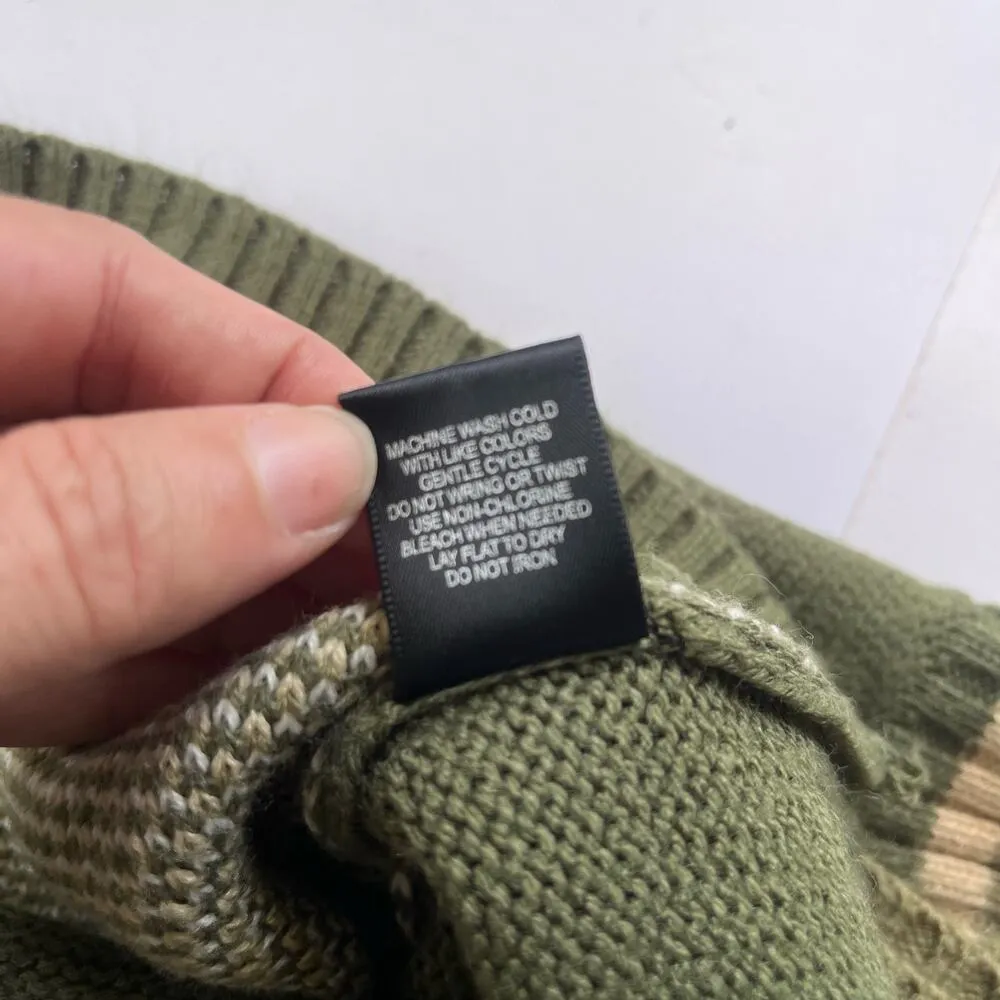 MACHINE WASH COLD
WITH LIKE COLORS
GENTLE CYCLE
DO NOT WRING OR TWIST
USE NON-CHLORINE
BLEACH WHEN NEEDED
LAY FLAT TO DRY
DO NOT IRON